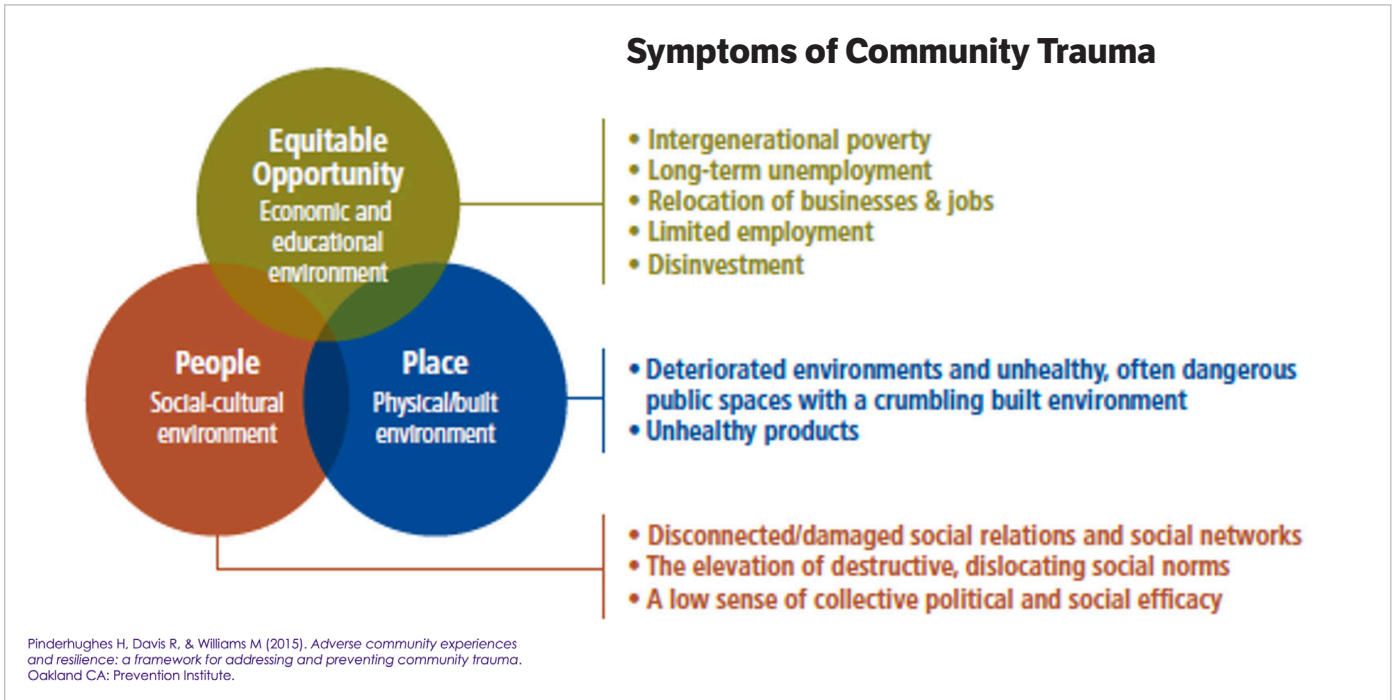 Symptoms of Community Trauma
Equitable
Opportunity
Economic and
educational
environment
• Intergenerational poverty
• Long-term unemployment
• Relocation of businesses & jobs
• Limited employment
• Disinvestment
People
Social-cultural
environment
Place
Physical/built
environment
• Deteriorated environments and unhealthy, often dangerous
public spaces with a crumbling built environment
• Unhealthy products
• Disconnected/damaged social relations and social networks
• The elevation of destructive, dislocating social norms
• A low sense of collective political and social efficacy
Pinderhughes H, Davis R, & Williams M (2015). Adverse community experiences
and resilience: a framework for addressing and preventing community trauma.
Oakland CA: Prevention Institute.